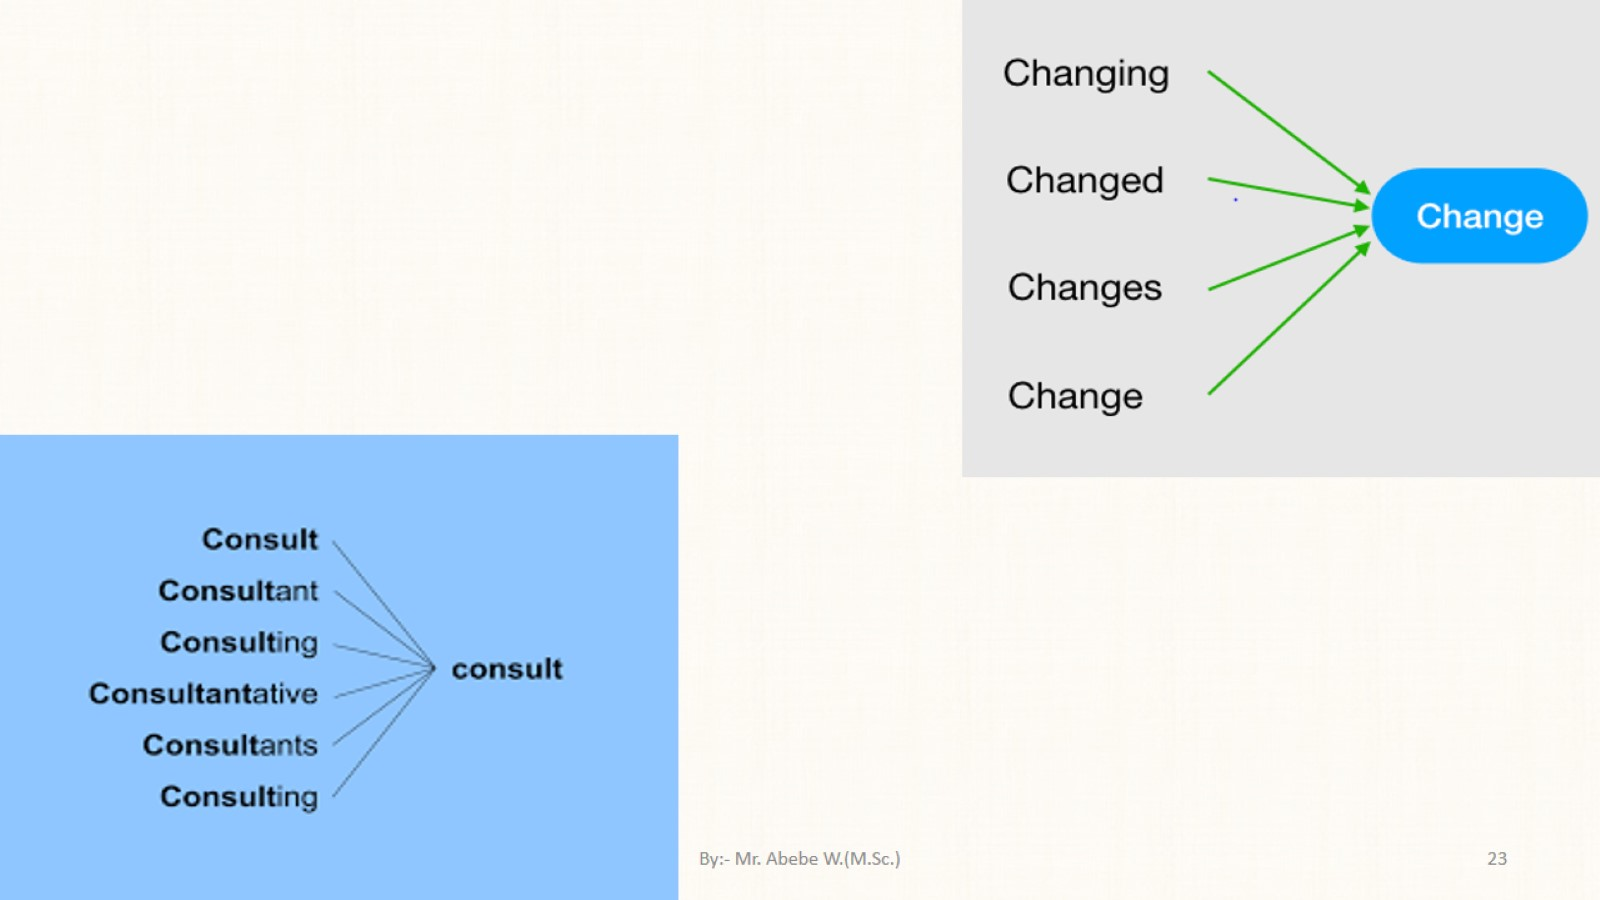 Changing
Changed
Changes
Change
Change
Consult
Consultant
Consulting
Consultantative
Consultants
Consulting
consult
By:- Mr. Abebe W.(M.Sc.)
23